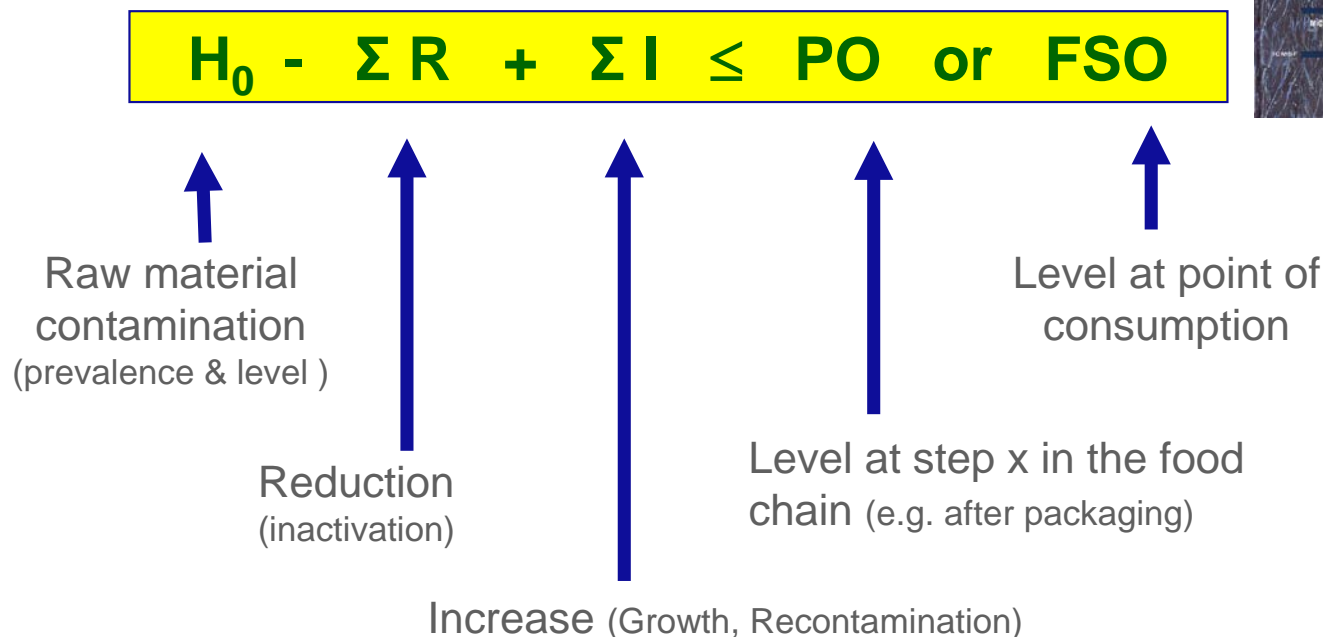 H₀ - Σ R + Σ I ≤ PO or FSO
Raw material
contamination
(prevalence & level )
Level at point of
consumption
Reduction
(inactivation)
Level at step x in the food
chain (e.g. after packaging)
Increase (Growth, Recontamination)